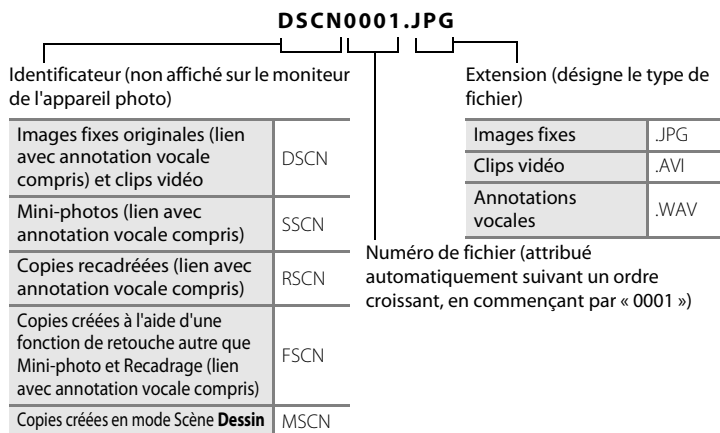 DSCN0001.JPG
Identificateur (non affiché sur le moniteur
de l'appareil photo)
Images fixes originales (lien
avec annotation vocale
compris) et clips vidéo
DSCN
Mini-photos (lien avec
annotation vocale compris)
SSCN
Copies recadréées (lien avec
annotation vocale compris)
RSCN
Copies créées à l'aide d'une
fonction de retouche autre que
Mini-photo et Recadrage (lien
avec annotation vocale compris)
FSCN
Copies créées en mode Scène Dessin
MSCN
Extension (désigne le type de
fichier)
Images fixes
.JPG
Clips vidéo
.AVI
Annotations
vocales
.WAV
Numéro de fichier (attribué
automatiquement suivant un ordre
croissant, en commençant par « 0001 »)